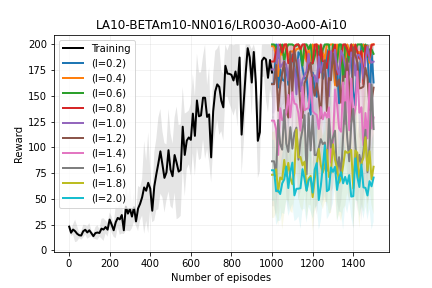 LA10-BETAm10-NN016/LR0030-Ao00-Ai10
Reward
200
175
150
125
100
75
50
25
0
Training
(l=0.2)
(l=0.4)
(l=0.6)
(l=0.8)
(l=1.0)
(l=1.2)
(l=1.4)
(l=1.6)
(l=1.8)
(l=2.0)
0 200 400 600 800 1000 1200 1400
Number of episodes